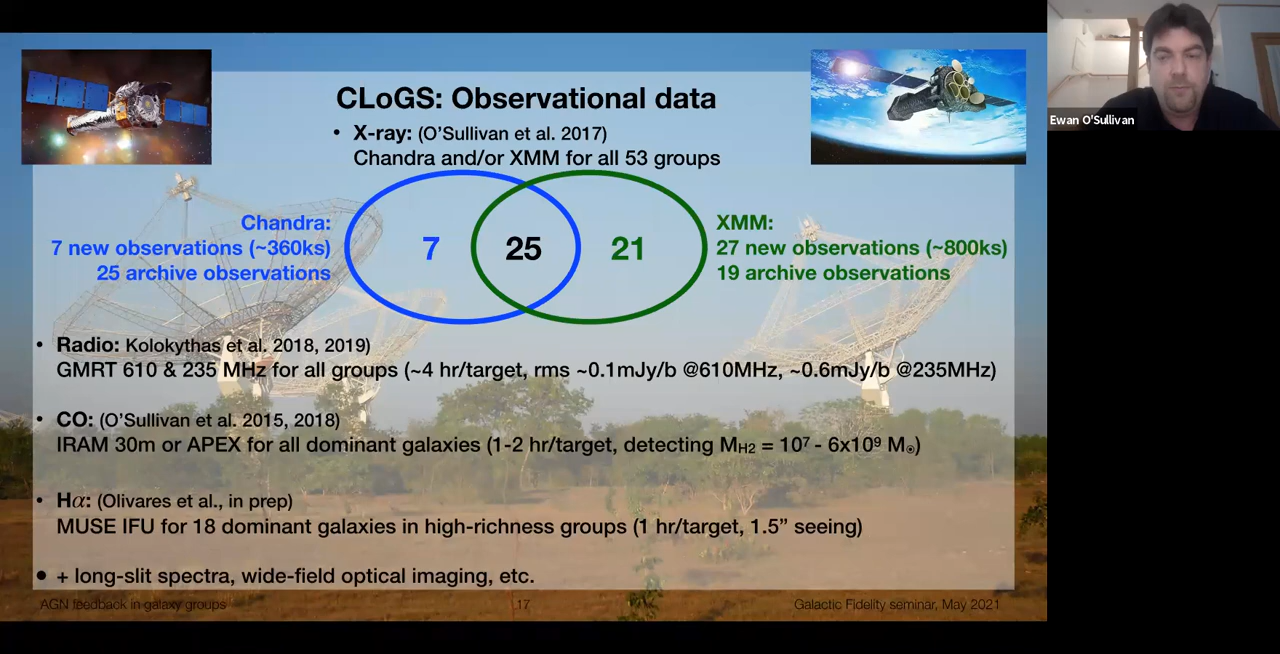 CLoGS: Observational data
• X-ray: (O'Sullivan et al. 2017)
Chandra and/or XMM for all 53 groups
Chandra:
7 new observations (~360ks)
25 archive observations
7
25
21
XMM:
27 new observations (~800ks)
19 archive observations
• Radio: Kolokythas et al. 2018, 2019)
GMRT 610 & 235 MHz for all groups (~4 hr/target, rms ~0.1mJy/b @610MHz, ~0.6mJy/b @235MHz)
• CO: (O'Sullivan et al. 2015, 2018)
IRAM 30m or APEX for all dominant galaxies (1-2 hr/target, detecting M_H2 = 10⁷ - 6x10⁹ M☉)
• Hα: (Olivares et al., in prep)
MUSE IFU for 18 dominant galaxies in high-richness groups (1 hr/target, 1.5” seeing)
• + long-slit spectra, wide-field optical imaging, etc.
AGN feedback in galaxy groups
17
Galactic Fidelity seminar, May 2021
Ewan O'Sullivan